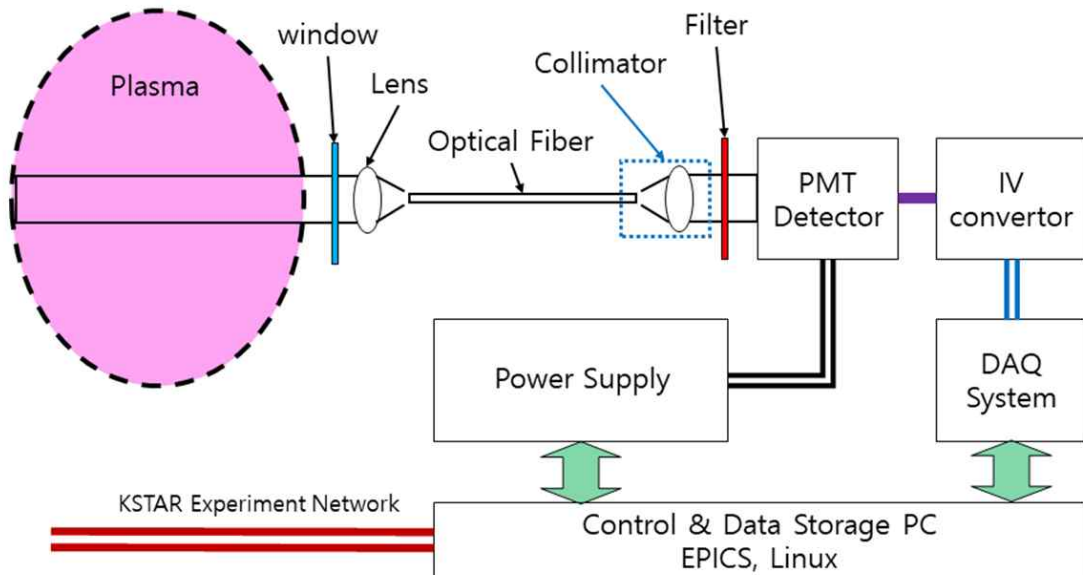 window
Filter
Plasma
Lens
Collimator
Optical Fiber
PMT
Detector
IV
convertor
Power Supply
DAQ
System
KSTAR Experiment Network
Control & Data Storage PC
EPICS, Linux